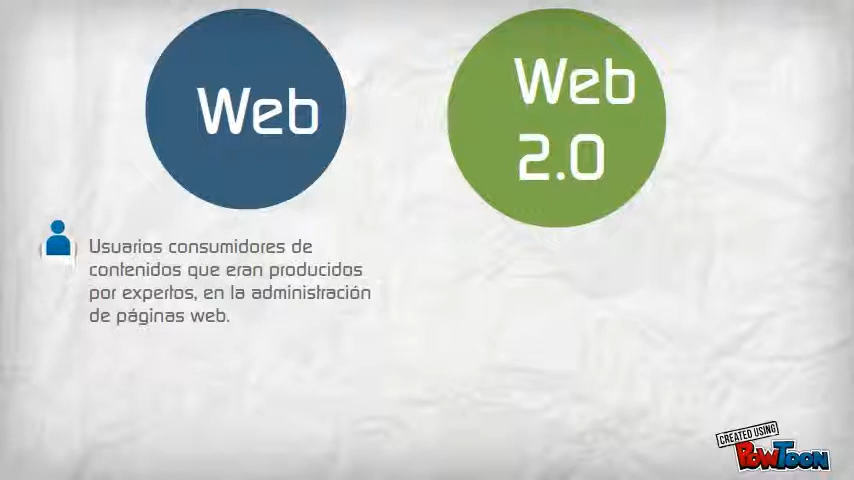 Web
Web
2.0
Usuarios consumidores de
contenidos que eran producidos
por expertos, en la administración
de páginas web.
CREATED USING
POWTOON